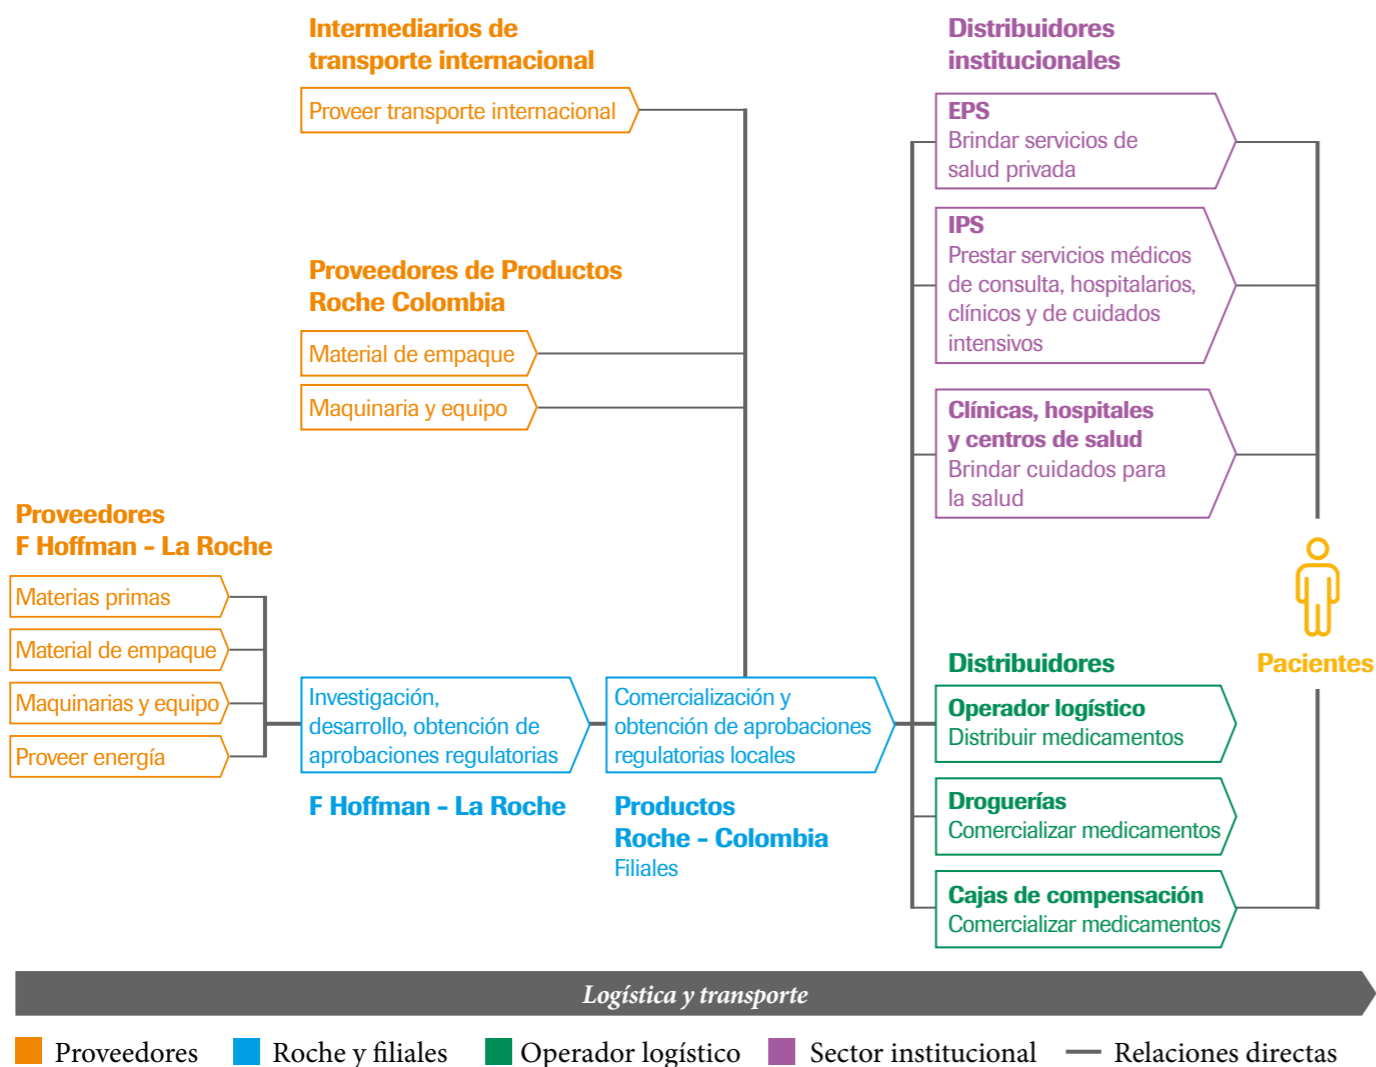 Intermediarios de
transporte internacional
Proveer transporte internacional
Proveedores de Productos
Roche Colombia
Material de empaque
Maquinaria y equipo
Proveedores
F Hoffman - La Roche
Materias primas
Material de empaque
Maquinarias y equipo
Proveer energía
Investigación,
desarrollo, obtención de
aprobaciones regulatorias
F Hoffman - La Roche
Comercialización y
obtención de aprobaciones
regulatorias locales
Productos
Roche - Colombia
Filiales
Distribuidores
institucionales
EPS
Brindar servicios de
salud privada
IPS
Prestar servicios médicos
de consulta, hospitalarios,
clínicos y de cuidados
intensivos
Clínicas, hospitales
y centros de salud
Brindar cuidados para
la salud
Distribuidores
Operador logístico
Distribuir medicamentos
Droguerías
Comercializar medicamentos
Cajas de compensación
Comercializar medicamentos
Pacientes
Logística y transporte
Proveedores
Roche y filiales
Operador logístico
Sector institucional
Relaciones directas